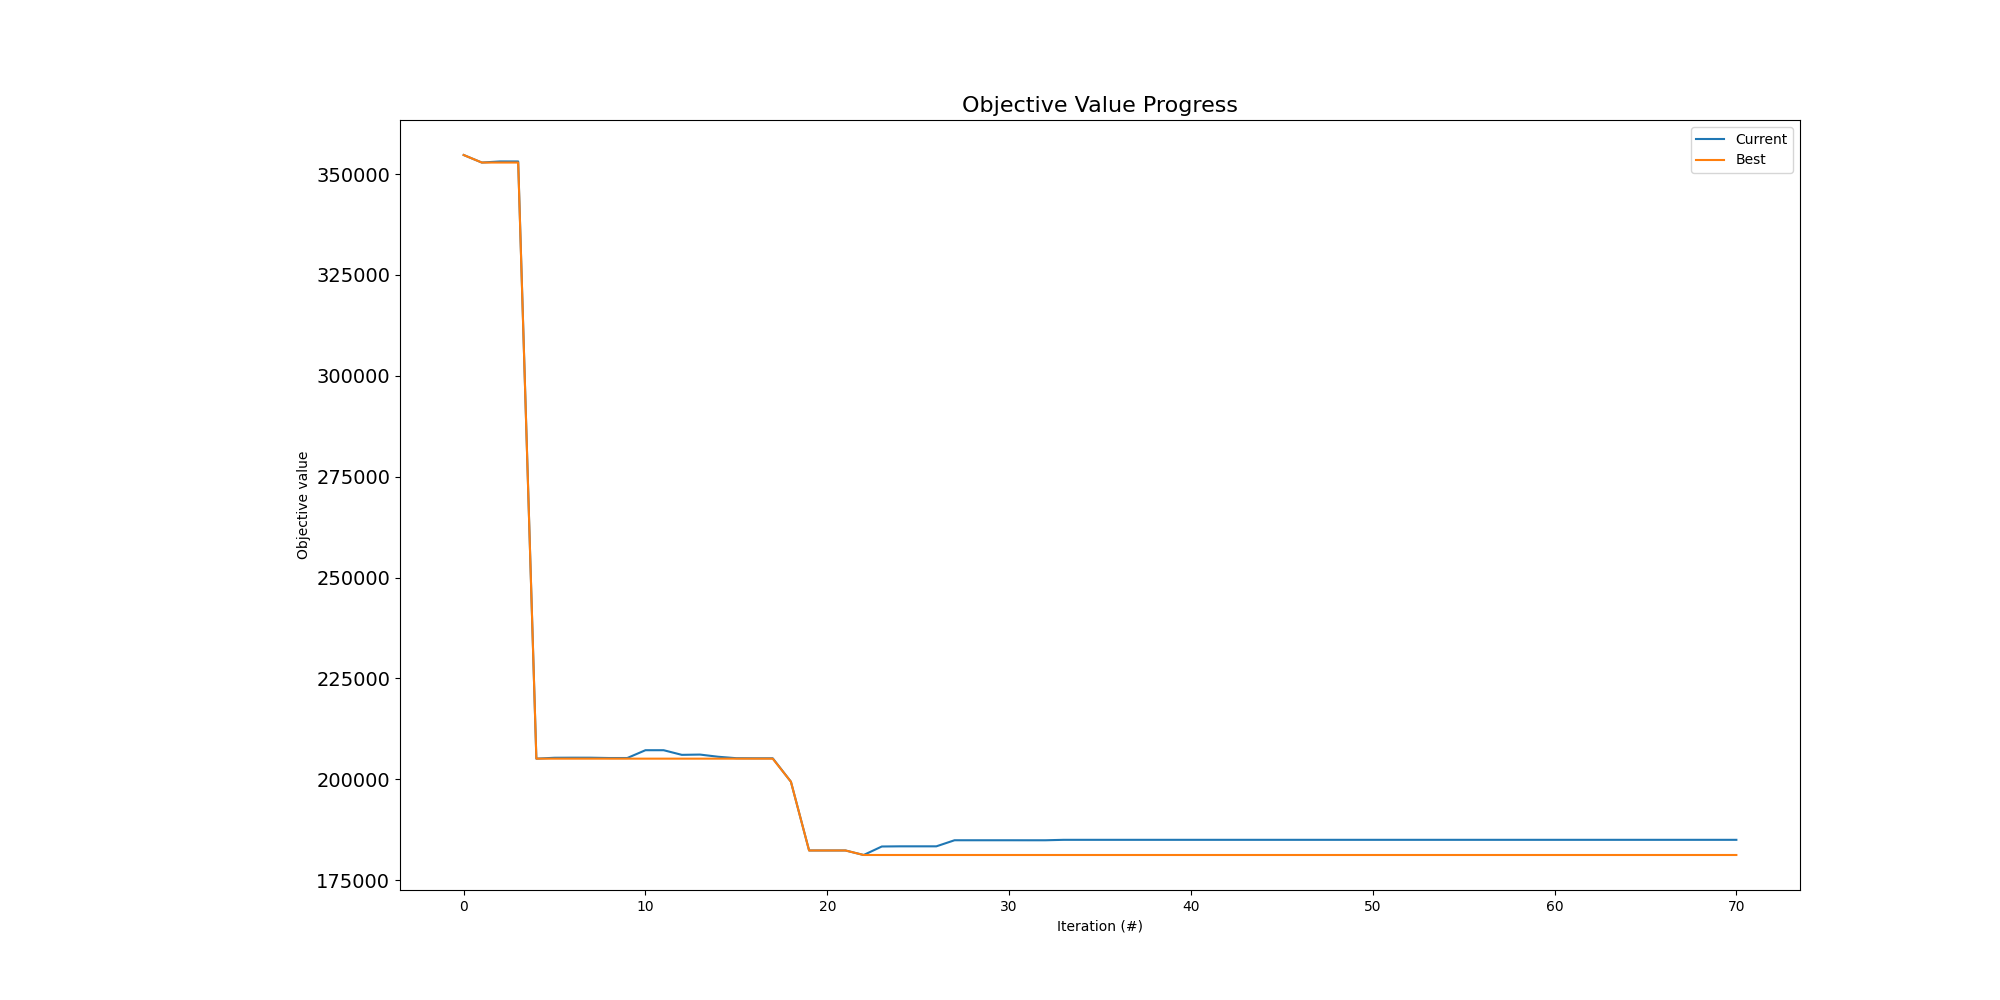 Objective Value Progress
Current
Best
350000
325000
300000
275000
250000
225000
200000
175000
Objective value
0 10 20 30 40 50 60 70
Iteration (#)